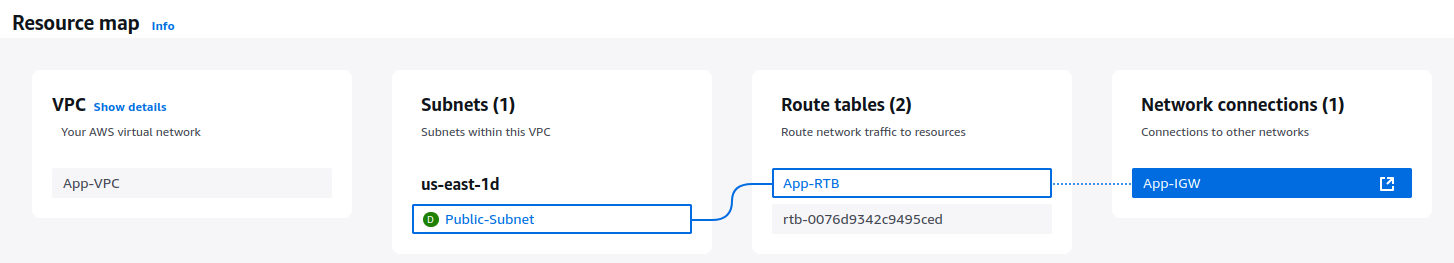 Resource map Info
VPC Show details
Your AWS virtual network
App-VPC
Subnets (1)
Subnets within this VPC
us-east-1d
D Public-Subnet
Route tables (2)
Route network traffic to resources
App-RTB
rtb-0076d9342c9495ced
Network connections (1)
Connections to other networks
App-IGW